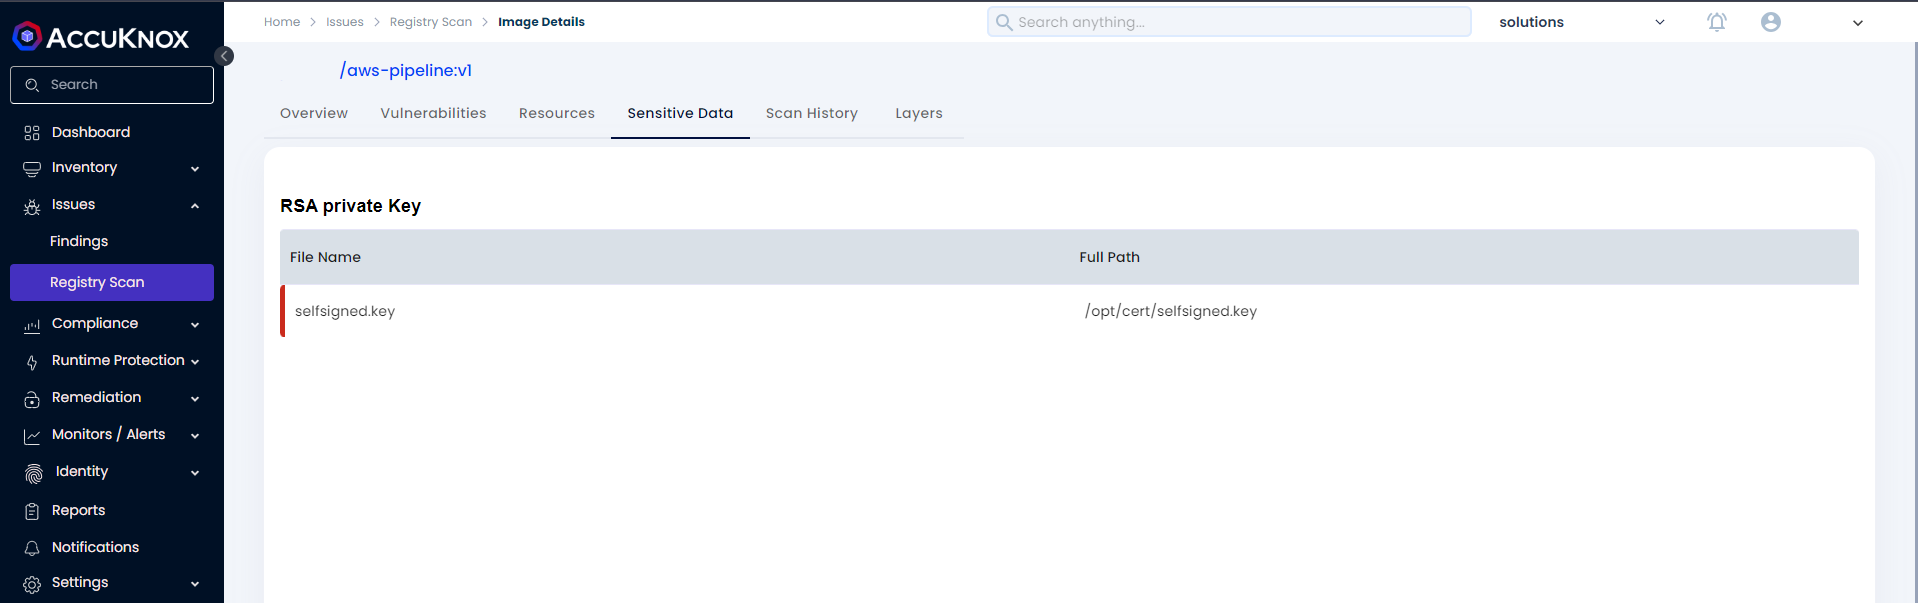 ACCUKNOX
Search
Dashboard
Inventory
Issues
Findings
Registry Scan
Compliance
Runtime Protection
Remediation
Monitors / Alerts
Identity
Reports
Notifications
Settings
Home > Issues > Registry Scan > Image Details
Search anything...
solutions
/aws-pipeline:v1
Overview Vulnerabilities Resources Sensitive Data Scan History Layers
RSA private Key
File Name Full Path
selfsigned.key /opt/cert/selfsigned.key